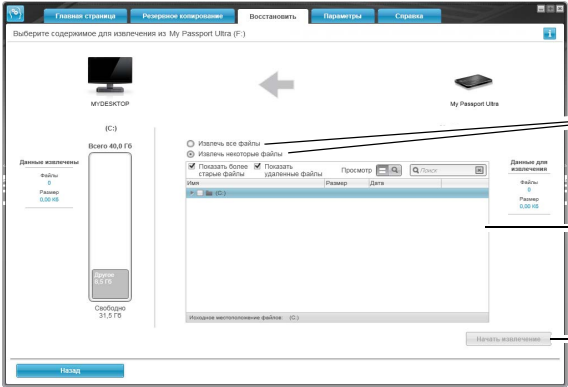 Главная страница
Резервное копирование
Восстановить
Параметры
Справка
Выберите содержимое для извлечения из My Passport Ultra (F:)
MYDESKTOP
My Passport Ultra
(C:)
Всего 40,0 Гб
Данные извлечены
Файлы
0
Размер
0,00 Кб
Другое
8,5 Гб
Свободно
31,5 Гб
Извлечь все файлы
Извлечь некоторые файлы
Показать более старые файлы
Показать удаленные файлы
Просмотр
Поиск
Имя
Размер
Дата
(C:)
Исходное местоположение файлов: (C:)
Данные для извлечения
Файлы
0
Размер
0,00 Кб
Начать извлечение
Назад